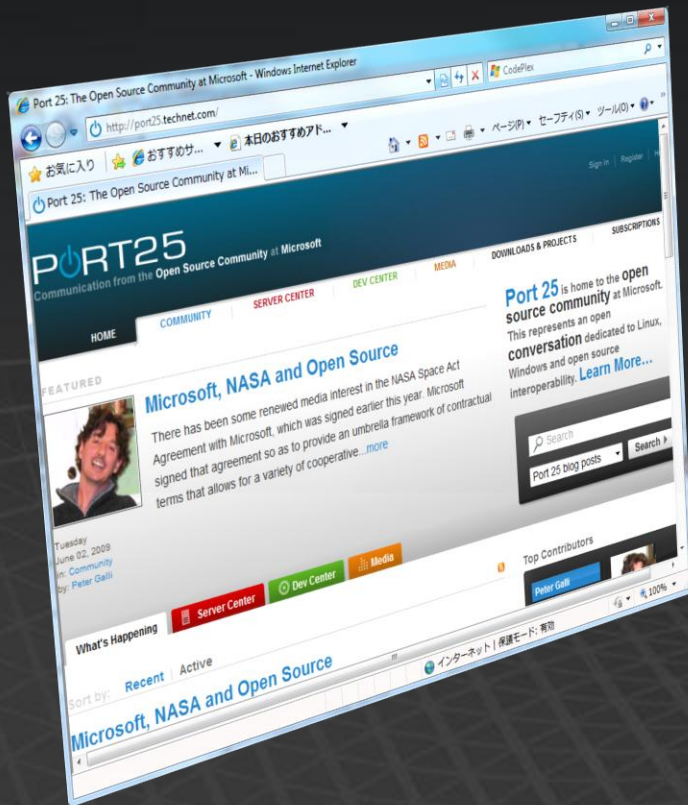 Port 25: The Open Source Community at Microsoft - Windows Internet Explorer
http://port25.technet.com/
CodePlex
お気に入り
おすすめサ...
本日のおすすめアド...
Port 25: The Open Source Community at Mi...
ページ(P)
セーフティ(S)
ツール(O)
Sign in | Register |
PORT25
Communication from the Open Source Community at Microsoft
HOME
COMMUNITY
SERVER CENTER
DEV CENTER
MEDIA
DOWNLOADS & PROJECTS
SUBSCRIPTIONS
FEATURED
Microsoft, NASA and Open Source
There has been some renewed media interest in the NASA Space Act
Agreement with Microsoft, which was signed earlier this year. Microsoft
signed that agreement so as to provide an umbrella framework of contractual
terms that allows for a variety of cooperative...more
Tuesday
June 02, 2009
in: Community
by: Peter Galli
Port 25 is home to the open
source community at Microsoft.
This represents an open
conversation dedicated to Linux,
Windows and open source
interoperability. Learn More...
Search
Port 25 blog posts
Search
What's Happening
Server Center
Dev Center
Media
Top Contributors
Peter Galli
Sort by: Recent | Active
Microsoft, NASA and Open Source
インターネット | 保護モード: 有効
100%